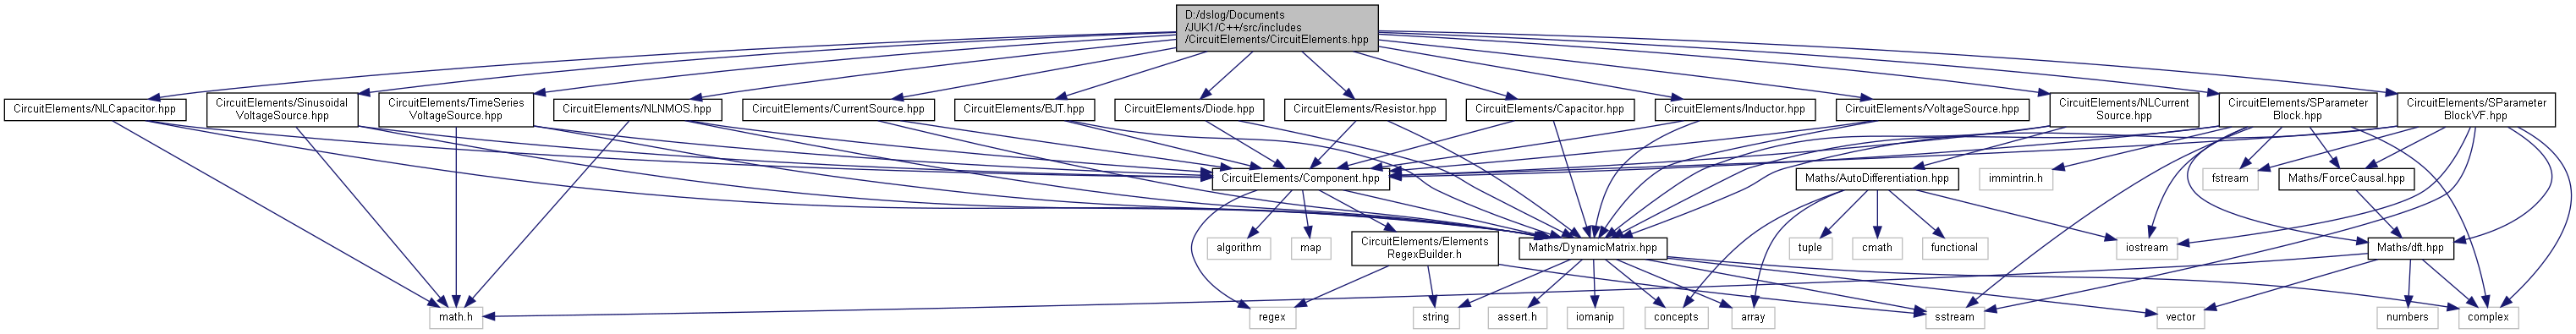 D:/dslog/Documents
/JUK1/C++/src/includes
/CircuitElements/CircuitElements.hpp
CircuitElements/NLCapacitor.hpp
CircuitElements/Sinusoidal
VoltageSource.hpp
CircuitElements/TimeSeries
VoltageSource.hpp
CircuitElements/NLNMOS.hpp
CircuitElements/CurrentSource.hpp
CircuitElements/BJT.hpp
CircuitElements/Diode.hpp
CircuitElements/Resistor.hpp
CircuitElements/Capacitor.hpp
CircuitElements/Inductor.hpp
CircuitElements/VoltageSource.hpp
CircuitElements/NLCurrent
Source.hpp
CircuitElements/SParameter
Block.hpp
CircuitElements/SParameter
BlockVF.hpp
CircuitElements/Component.hpp
Maths/AutoDifferentiation.hpp
immintrin.h
fstream
Maths/ForceCausal.hpp
algorithm
map
CircuitElements/Elements
RegexBuilder.h
Maths/DynamicMatrix.hpp
tuple
cmath
functional
iostream
Maths/dft.hpp
math.h
regex
string
assert.h
iomanip
concepts
array
sstream
vector
numbers
complex